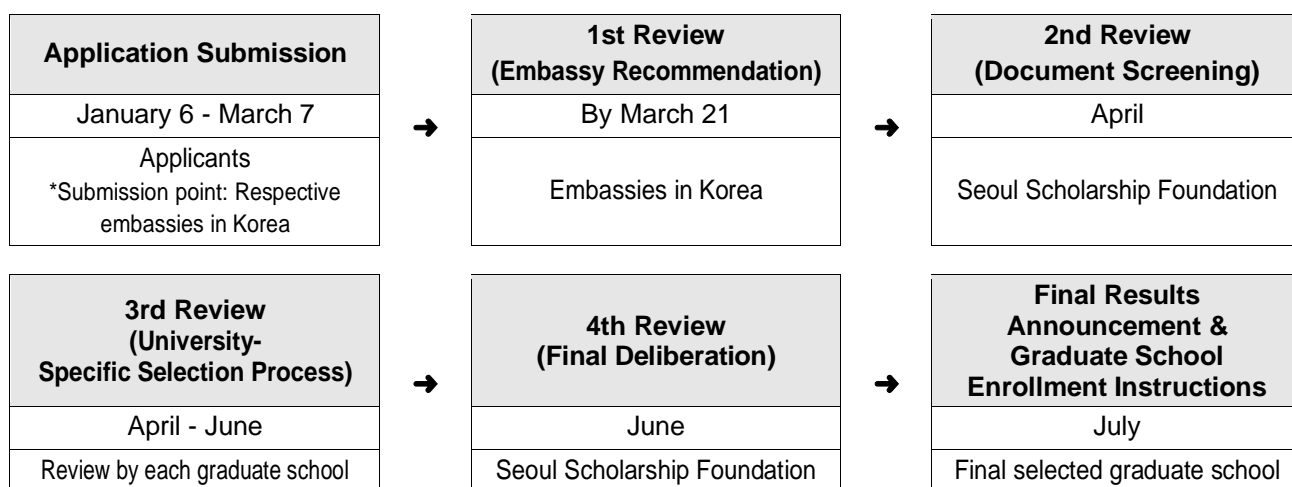 Application Submission
January 6 - March 7
Applicants
*Submission point: Respective
embassies in Korea
➜
1st Review
(Embassy Recommendation)
By March 21
Embassies in Korea
➜
2nd Review
(Document Screening)
April
Seoul Scholarship Foundation
3rd Review
(University-
Specific Selection Process)
April - June
Review by each graduate school
➜
4th Review
(Final Deliberation)
June
Seoul Scholarship Foundation
➜
Final Results
Announcement &
Graduate School
Enrollment Instructions
July
Final selected graduate school